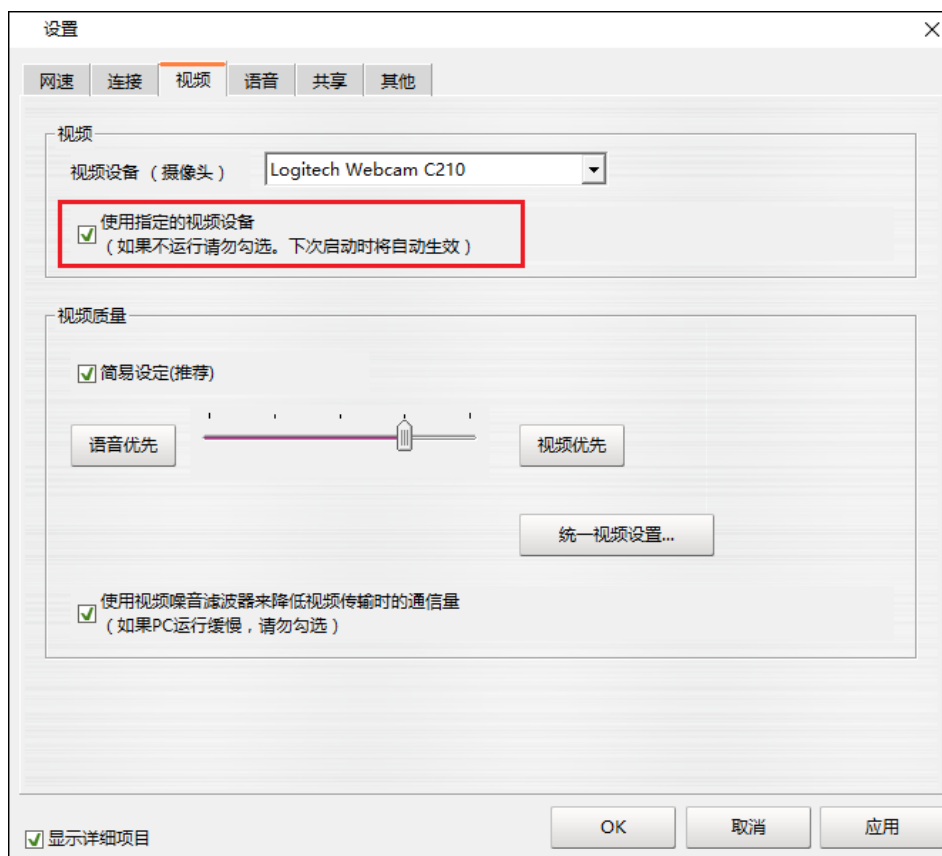 设置
网速 连接 视频 语音 共享 其他
视频
视频设备（摄像头） Logitech Webcam C210
使用指定的视频设备
（如果不运行请勿勾选。下次启动时将自动生效）
视频质量
简易设定(推荐)
语音优先 视频优先
统一视频设置...
使用视频噪音滤波器来降低视频传输时的通信量
（如果PC运行缓慢，请勿勾选）
显示详细项目 OK 取消 应用